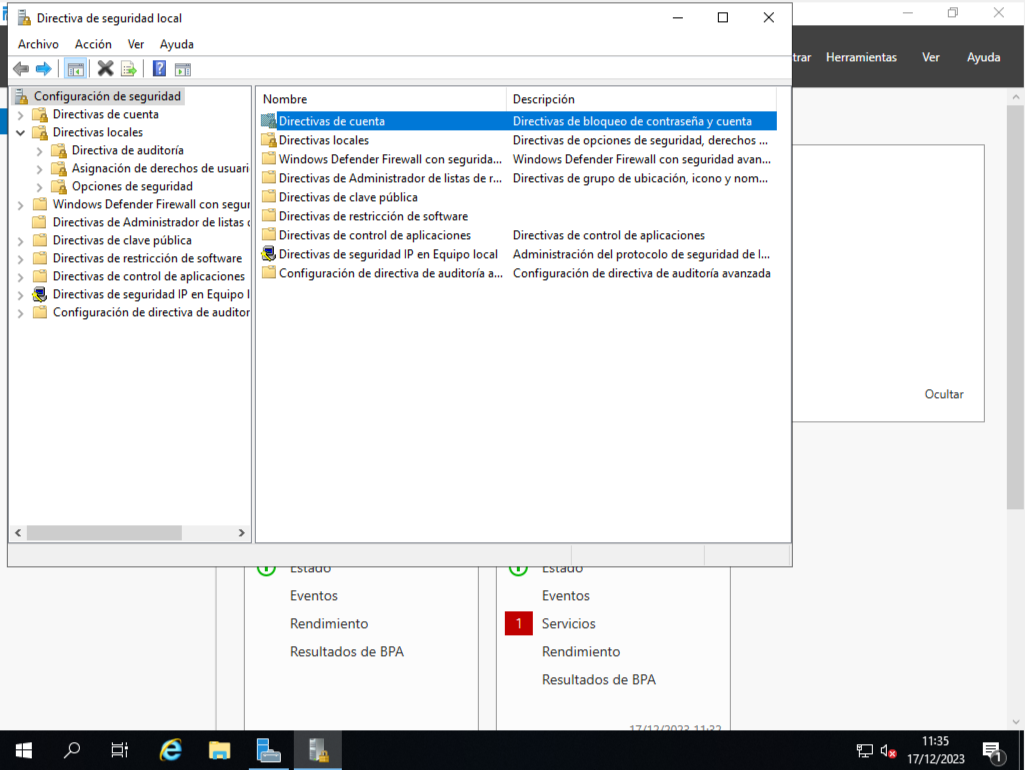 Directiva de seguridad local
Archivo Acción Ver Ayuda
trar Herramientas Ver Ayuda
Configuración de seguridad
Directivas de cuenta
Directivas locales
Directiva de auditoría
Asignación de derechos de usuari
Opciones de seguridad
Windows Defender Firewall con segur
Directivas de Administrador de listas d
Directivas de clave pública
Directivas de restricción de software
Directivas de control de aplicaciones
Directivas de seguridad IP en Equipo l
Configuración de directiva de auditor
Nombre Descripción
Directivas de cuenta Directivas de bloqueo de contraseña y cuenta
Directivas locales Directivas de opciones de seguridad, derechos ...
Windows Defender Firewall con segurida... Windows Defender Firewall con seguridad avan...
Directivas de Administrador de listas de r... Directivas de grupo de ubicación, icono y nom...
Directivas de clave pública
Directivas de restricción de software
Directivas de control de aplicaciones Directivas de control de aplicaciones
Directivas de seguridad IP en Equipo local Administración del protocolo de seguridad de I...
Configuración de directiva de auditoría a... Configuración de directiva de auditoría avanzada
Ocultar
Estado
Eventos
Rendimiento
Resultados de BPA
Estado
Eventos
1 Servicios
Rendimiento
Resultados de BPA
17/12/2023 11:32
11:35
17/12/2023
1